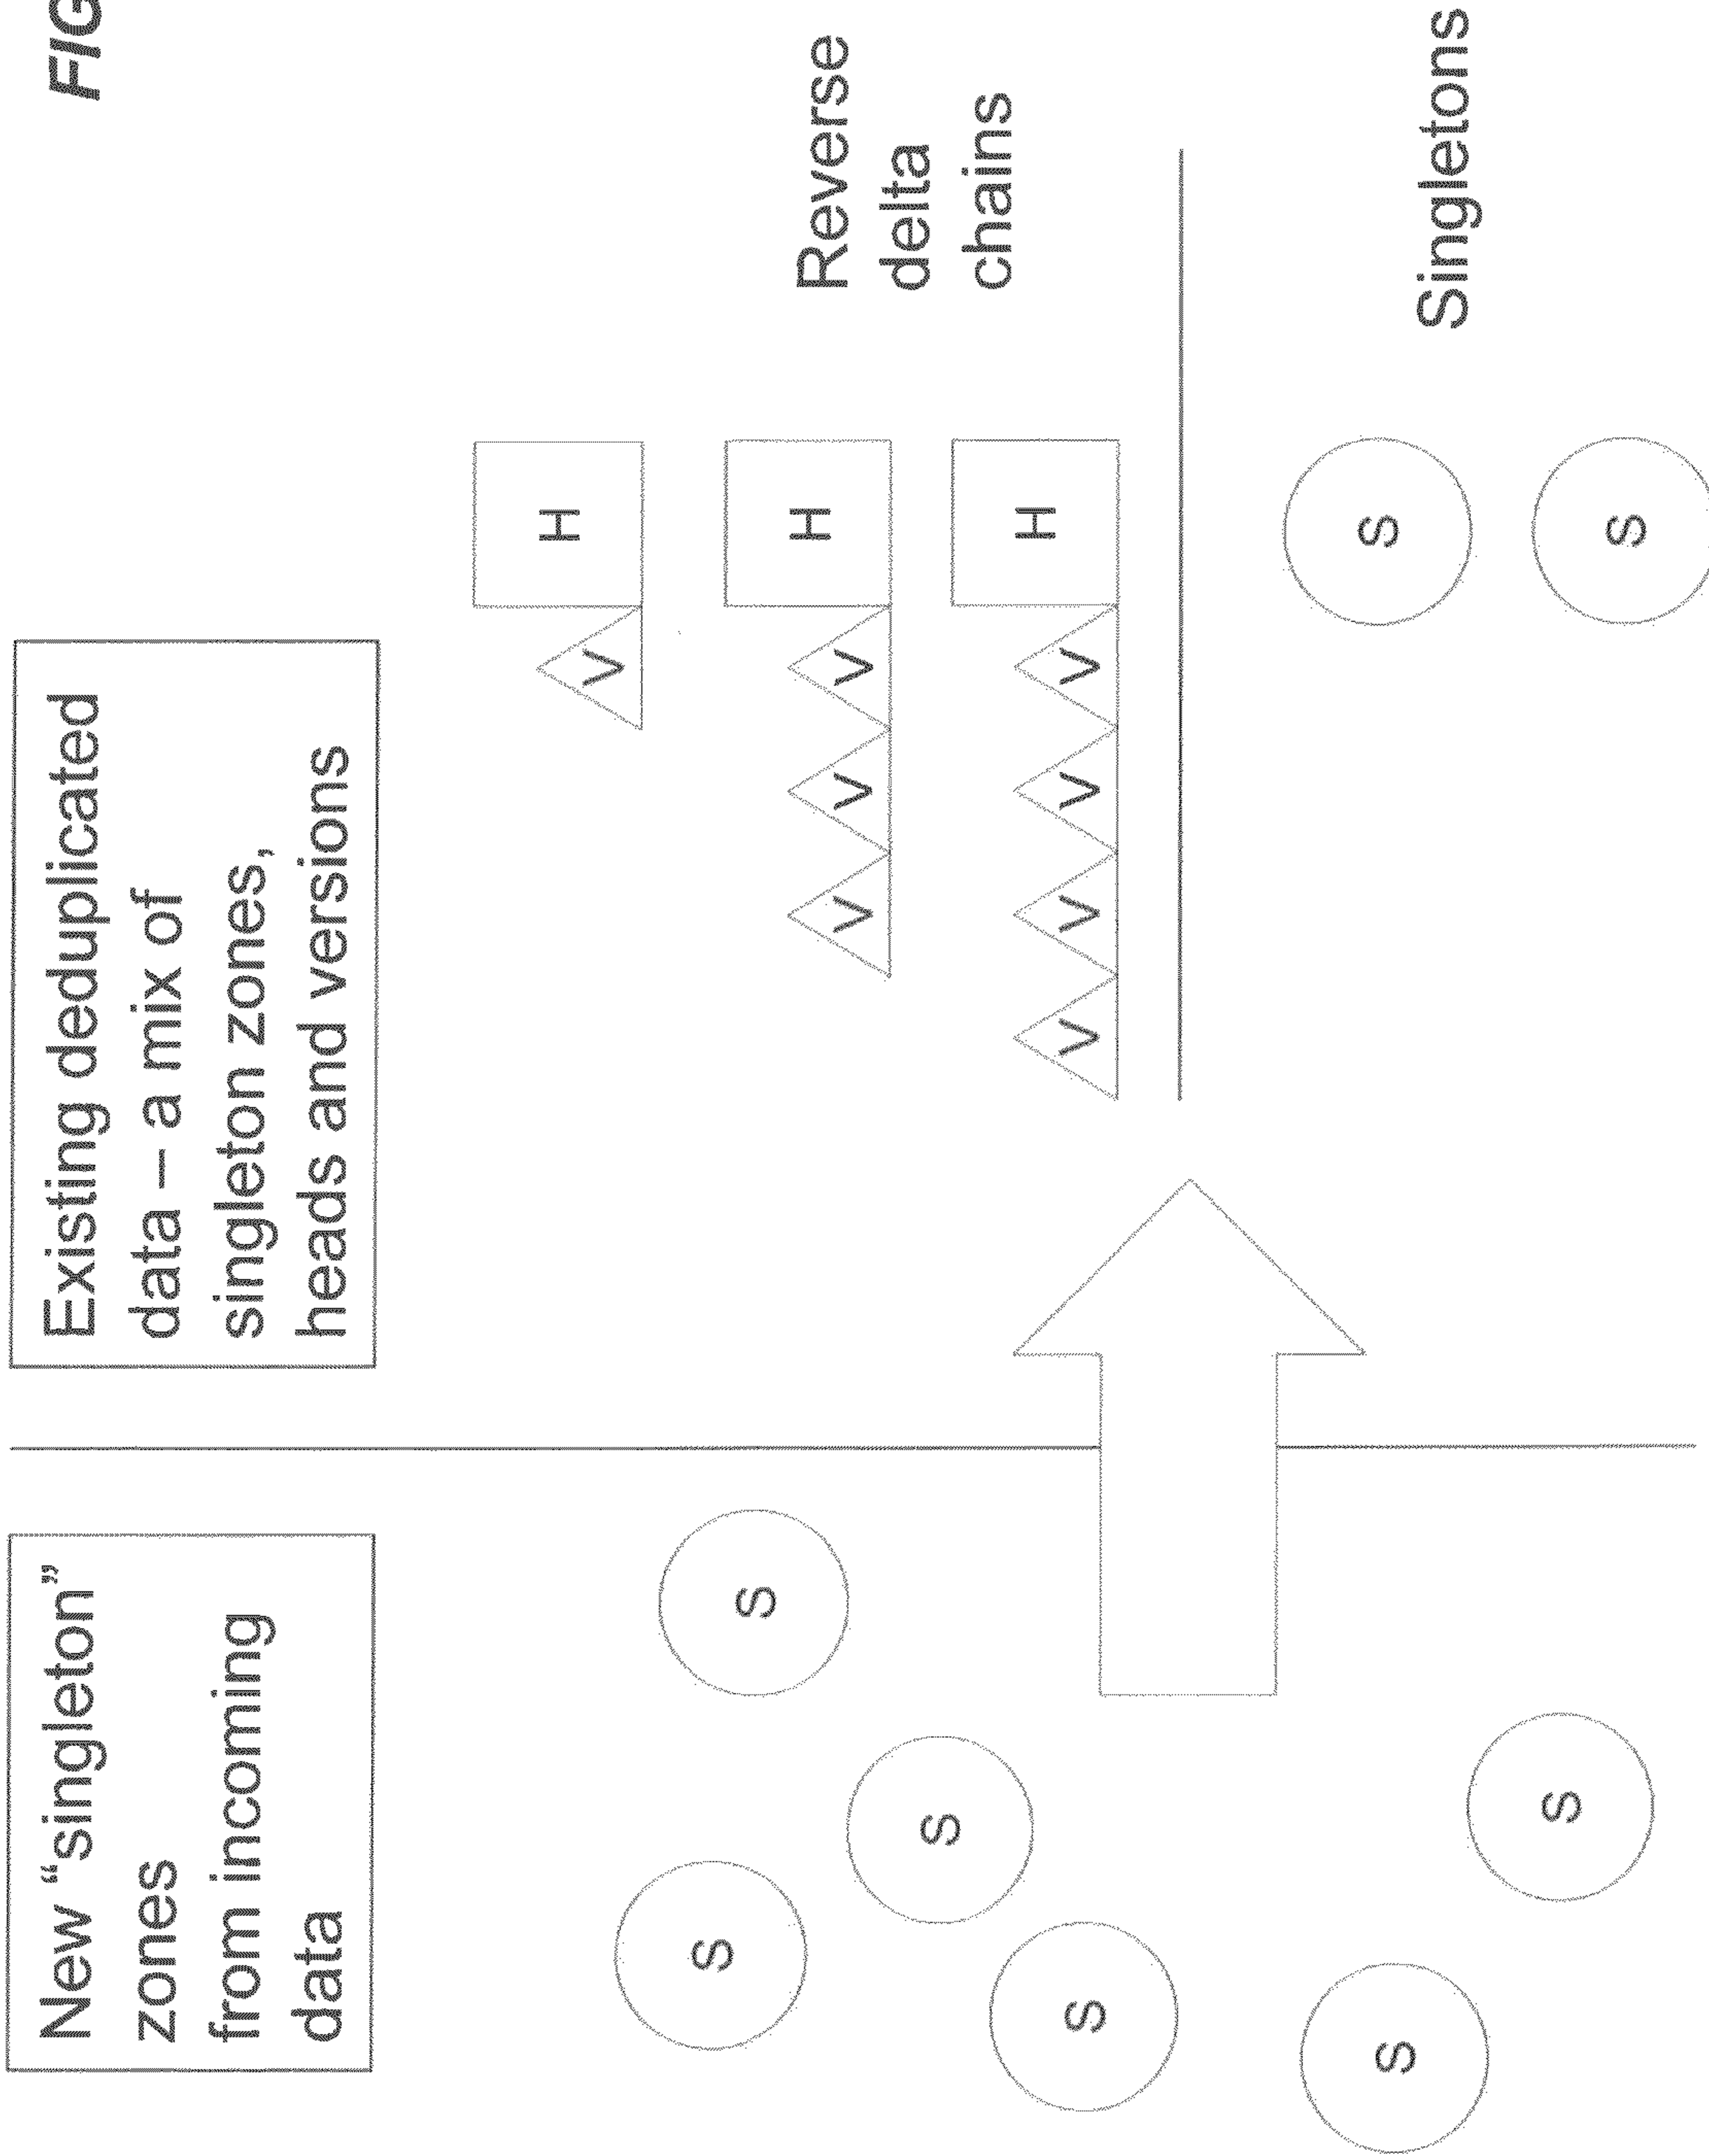 FIG
New “singleton”
zones
from incoming
data
Existing deduplicated
data – a mix of
singleton zones,
heads and versions
S
S
S
S
S
S
V H
V V V H
V V V V H
Reverse
delta
chains
S
S
Singletons